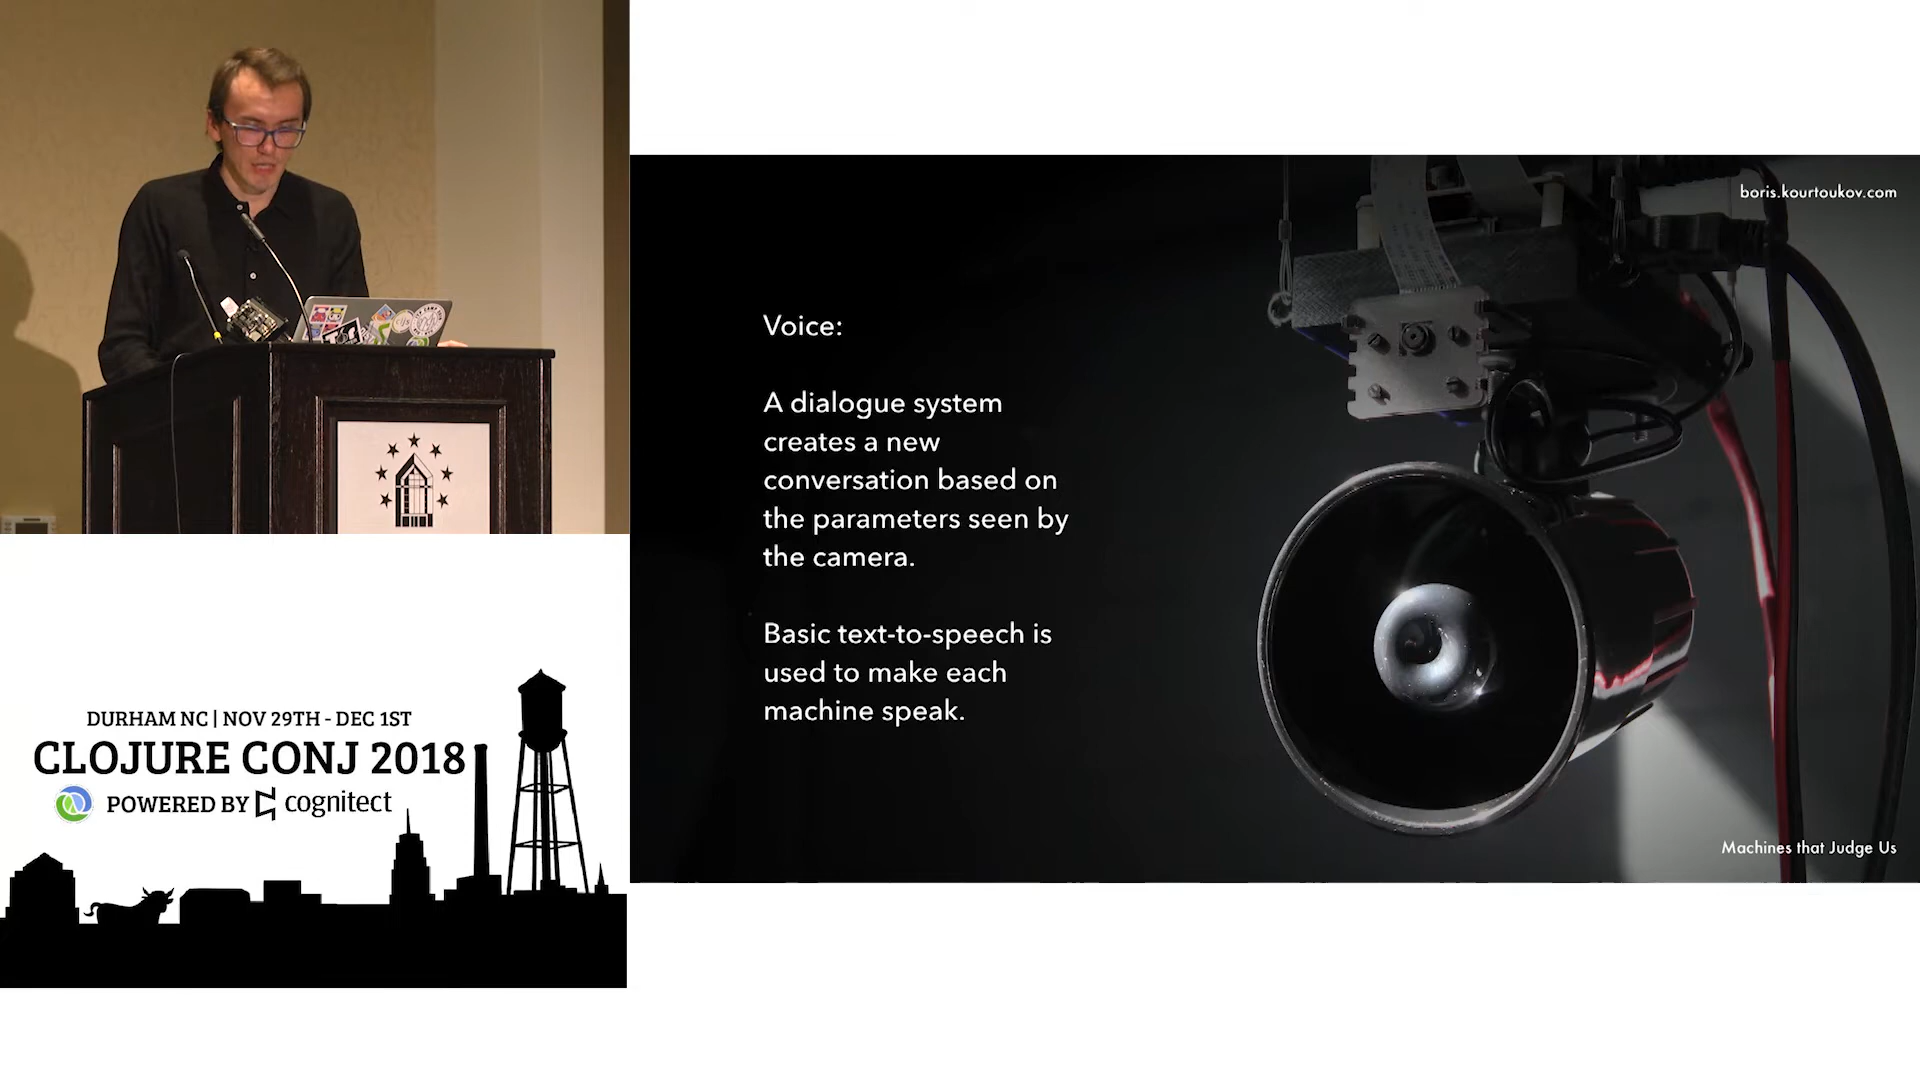 boris.kourtoukov.com
Voice:
A dialogue system
creates a new
conversation based on
the parameters seen by
the camera.
Basic text-to-speech is
used to make each
machine speak.
Machines that Judge Us
DURHAM NC | NOV 29TH - DEC 1ST
CLOJURE CONJ 2018
POWERED BY cognitect